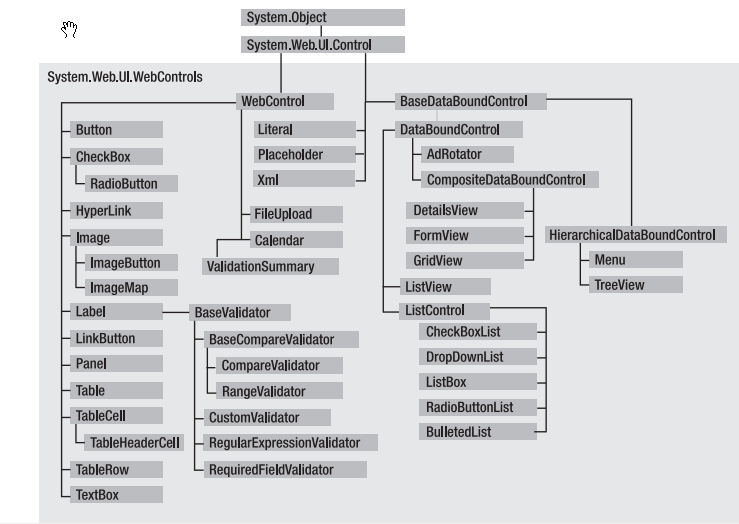 System.Object
System.Web.UI.Control
System.Web.UI.WebControls
WebControl
BaseDataBoundControl
Button
Literal
DataBoundControl
CheckBox
Placeholder
AdRotator
RadioButton
Xml
CompositeDataBoundControl
HyperLink
FileUpload
DetailsView
Image
Calendar
FormView
HierarchicalDataBoundControl
ImageButton
ValidationSummary
GridView
Menu
ImageMap
ListView
TreeView
Label
BaseValidator
ListControl
LinkButton
BaseCompareValidator
CheckBoxList
Panel
CompareValidator
DropDownList
Table
RangeValidator
ListBox
TableCell
CustomValidator
RadioButtonList
TableHeaderCell
RegularExpressionValidator
BulletedList
TableRow
RequiredFieldValidator
TextBox